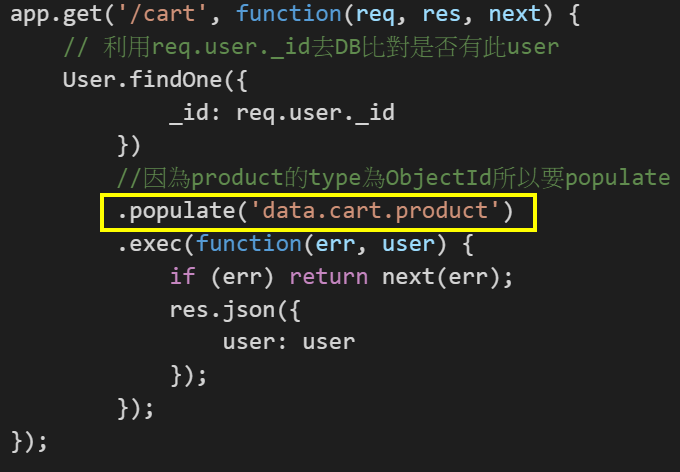 app.get('/cart', function(req, res, next) {
// 利用req.user._id去DB比對是否有此user
User.findOne({
_id: req.user._id
})
//因為product的type為ObjectId所以要populate
.populate('data.cart.product')
.exec(function(err, user) {
if (err) return next(err);
res.json({
user: user
});
});
});